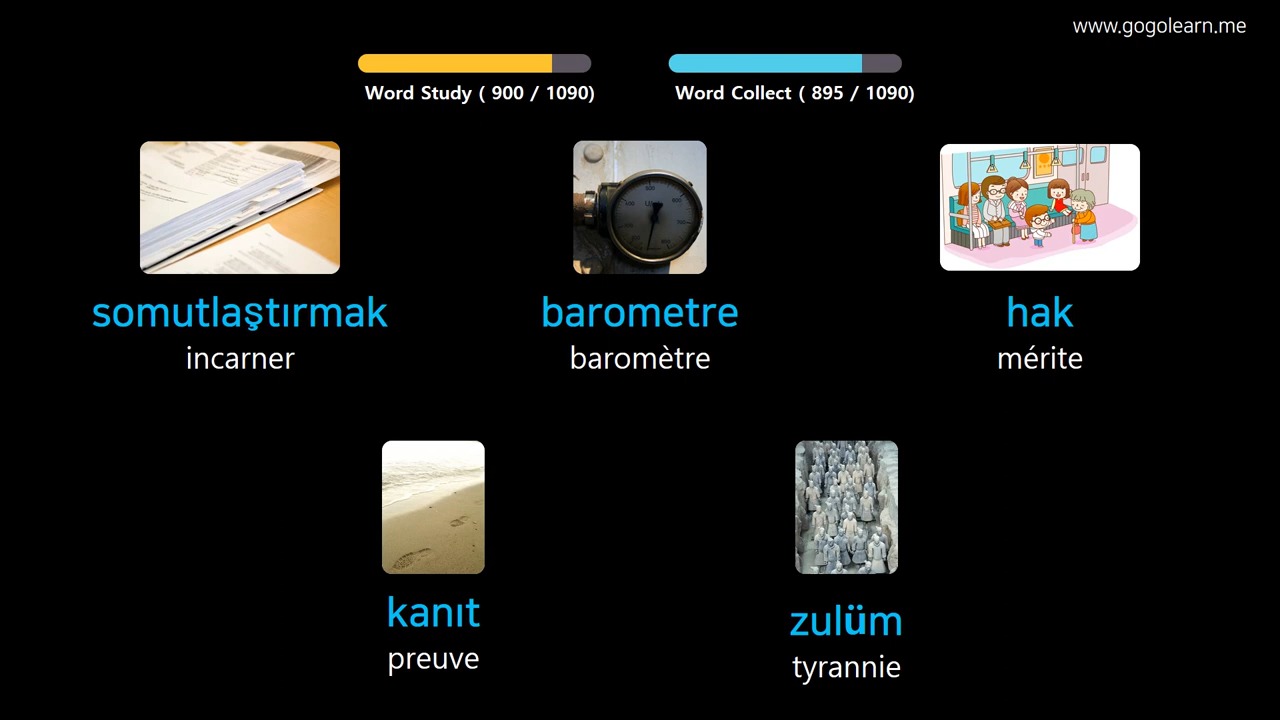 www.gogolearn.me
Word Study ( 900 / 1090)
Word Collect ( 895 / 1090)
somutlaştırmak
incarner
barometre
baromètre
hak
mérite
kanıt
preuve
zulüm
tyrannie